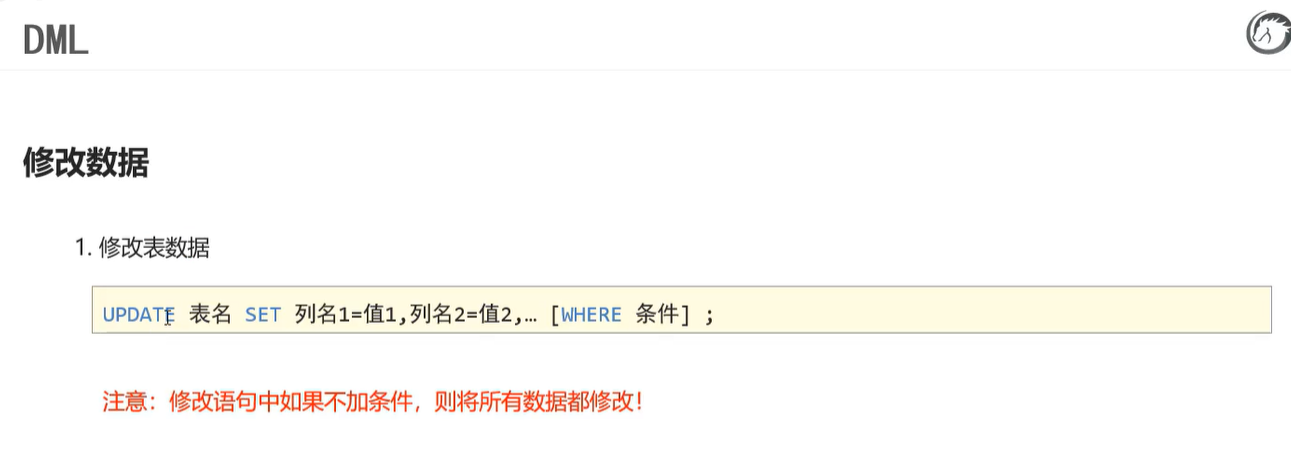 DML
修改数据
1. 修改表数据
UPDATE 表名 SET 列名1=值1,列名2=值2,… [WHERE 条件] ;
注意：修改语句中如果不加条件，则将所有数据都修改！